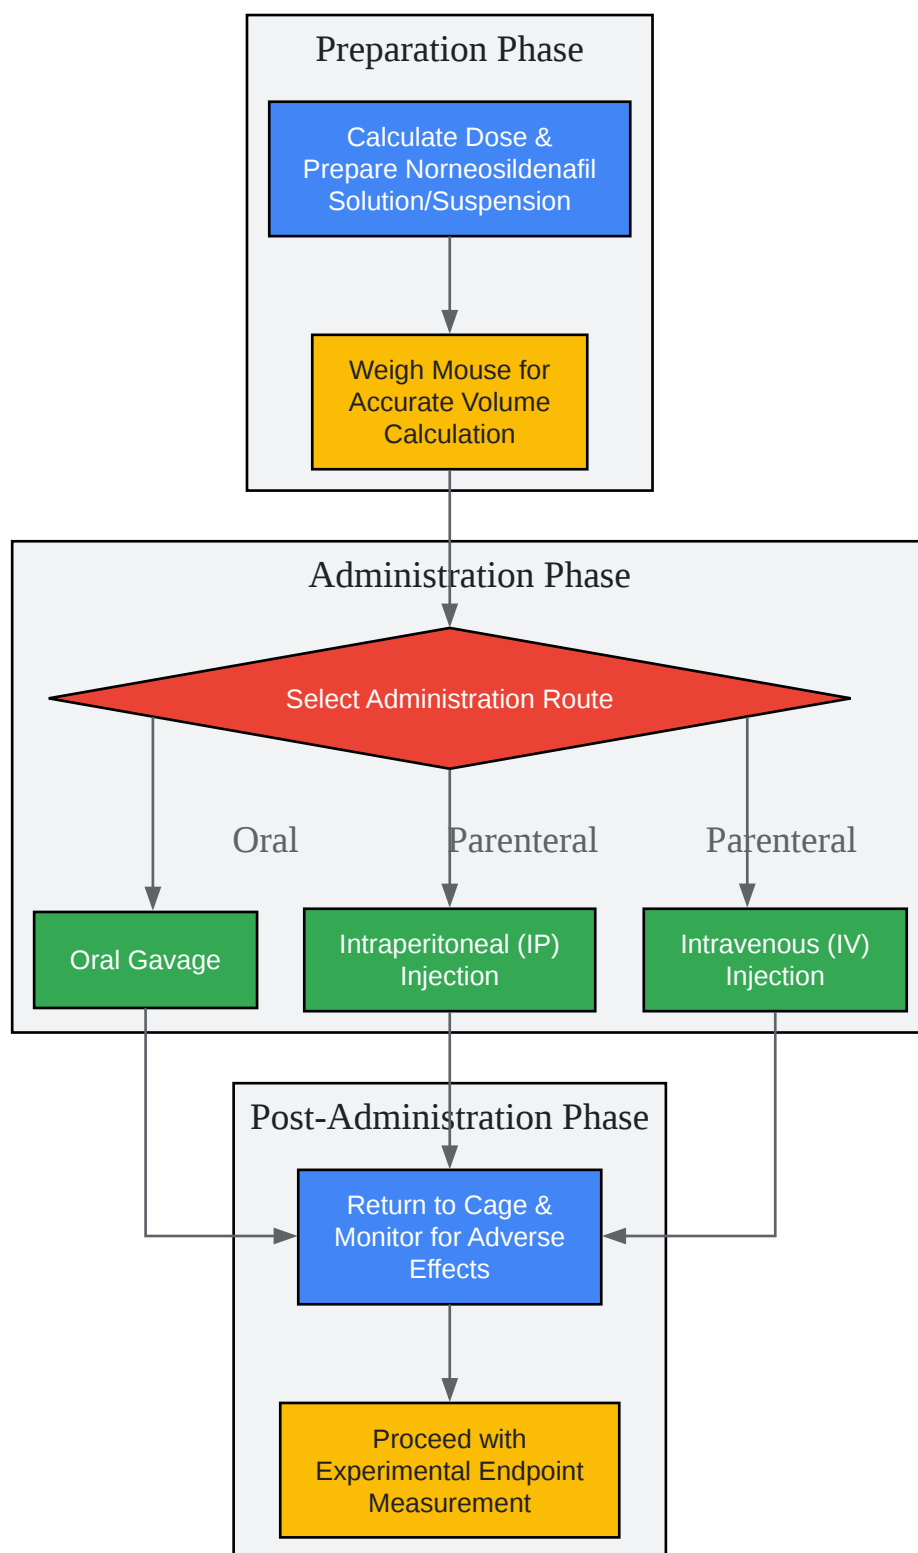 Preparation Phase
Calculate Dose &
Prepare Norneosildenafil
Solution/Suspension
Weigh Mouse for
Accurate Volume
Calculation
Administration Phase
Select Administration Route
Oral
Parenteral
Parenteral
Oral Gavage
Intraperitoneal (IP)
Injection
Intravenous (IV)
Injection
Post-Administration Phase
Return to Cage &
Monitor for Adverse
Effects
Proceed with
Experimental Endpoint
Measurement